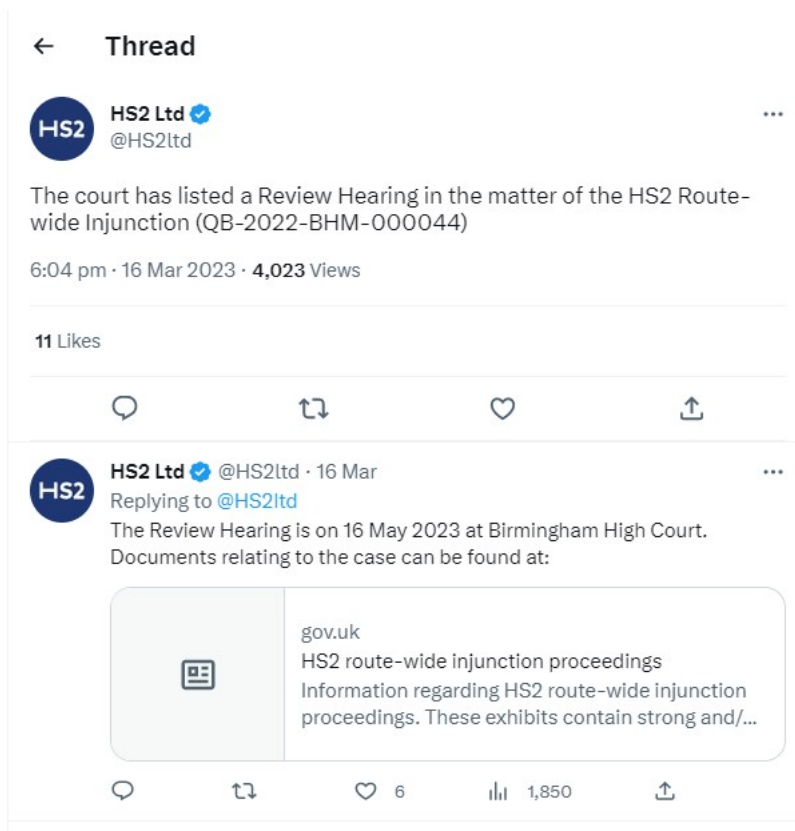 Thread
HS2
HS2 Ltd
@HS2ltd
The court has listed a Review Hearing in the matter of the HS2 Route-
wide Injunction (QB-2022-BHM-000044)
6:04 pm · 16 Mar 2023 · 4,023 Views
11 Likes
HS2
HS2 Ltd @HS2ltd · 16 Mar
Replying to @HS2ltd
The Review Hearing is on 16 May 2023 at Birmingham High Court.
Documents relating to the case can be found at:
gov.uk
HS2 route-wide injunction proceedings
Information regarding HS2 route-wide injunction
proceedings. These exhibits contain strong and/...
6 1,850